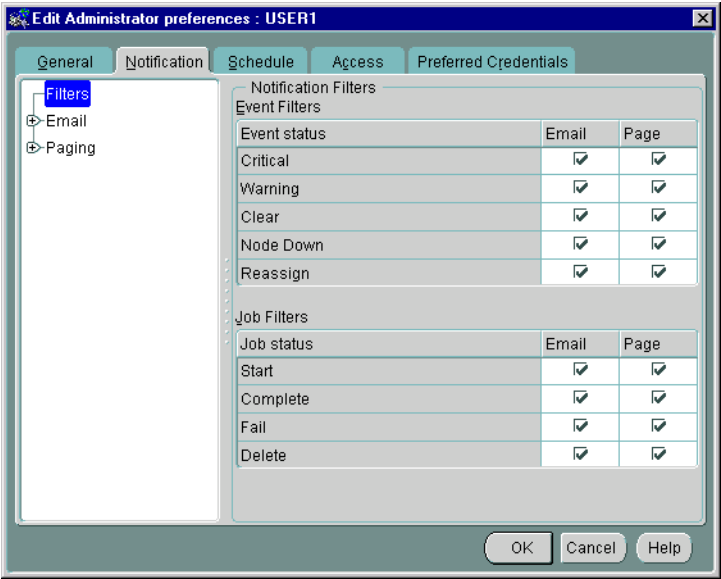 Edit Administrator preferences : USER1
General Notification Schedule Access Preferred Credentials
Filters
Email
Paging
Notification Filters
Event Filters
Event status Email Page
Critical
Warning
Clear
Node Down
Reassign
Job Filters
Job status Email Page
Start
Complete
Fail
Delete
OK Cancel Help